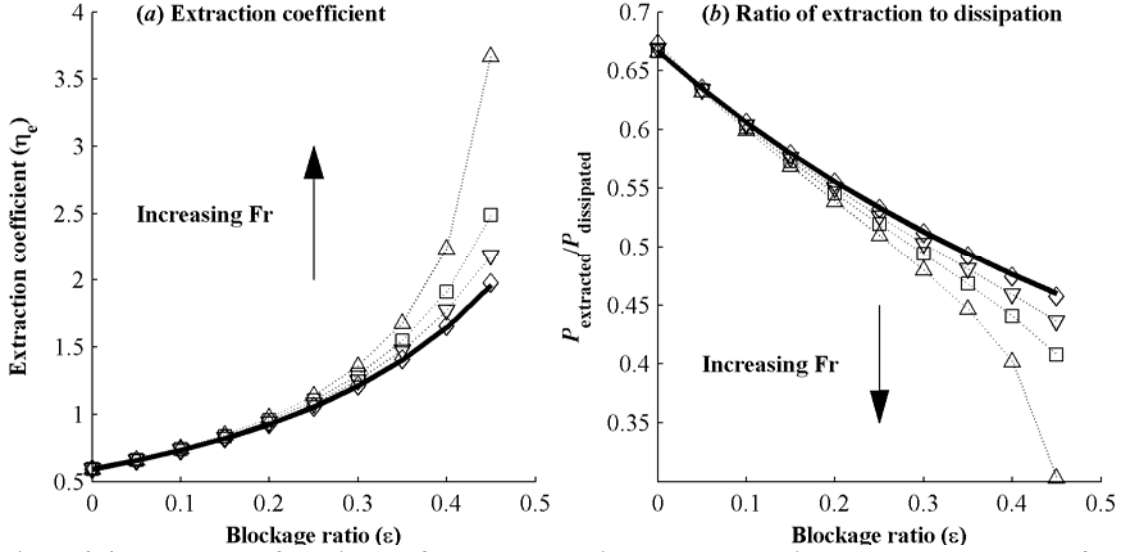 (a) Extraction coefficient
4
3.5
3
2.5
2
1.5
1
0.5
Extraction coefficient (ηe)
Increasing Fr
0 0.1 0.2 0.3 0.4 0.5
Blockage ratio (ε)
(b) Ratio of extraction to dissipation
0.7
0.65
0.6
0.55
0.5
0.45
0.4
0.35
Pextracted/Pdissipated
Increasing Fr
0 0.1 0.2 0.3 0.4 0.5
Blockage ratio (ε)